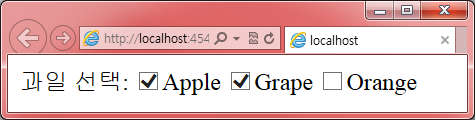 http://localhost:454
localhost
과일 선택: Apple Grape Orange